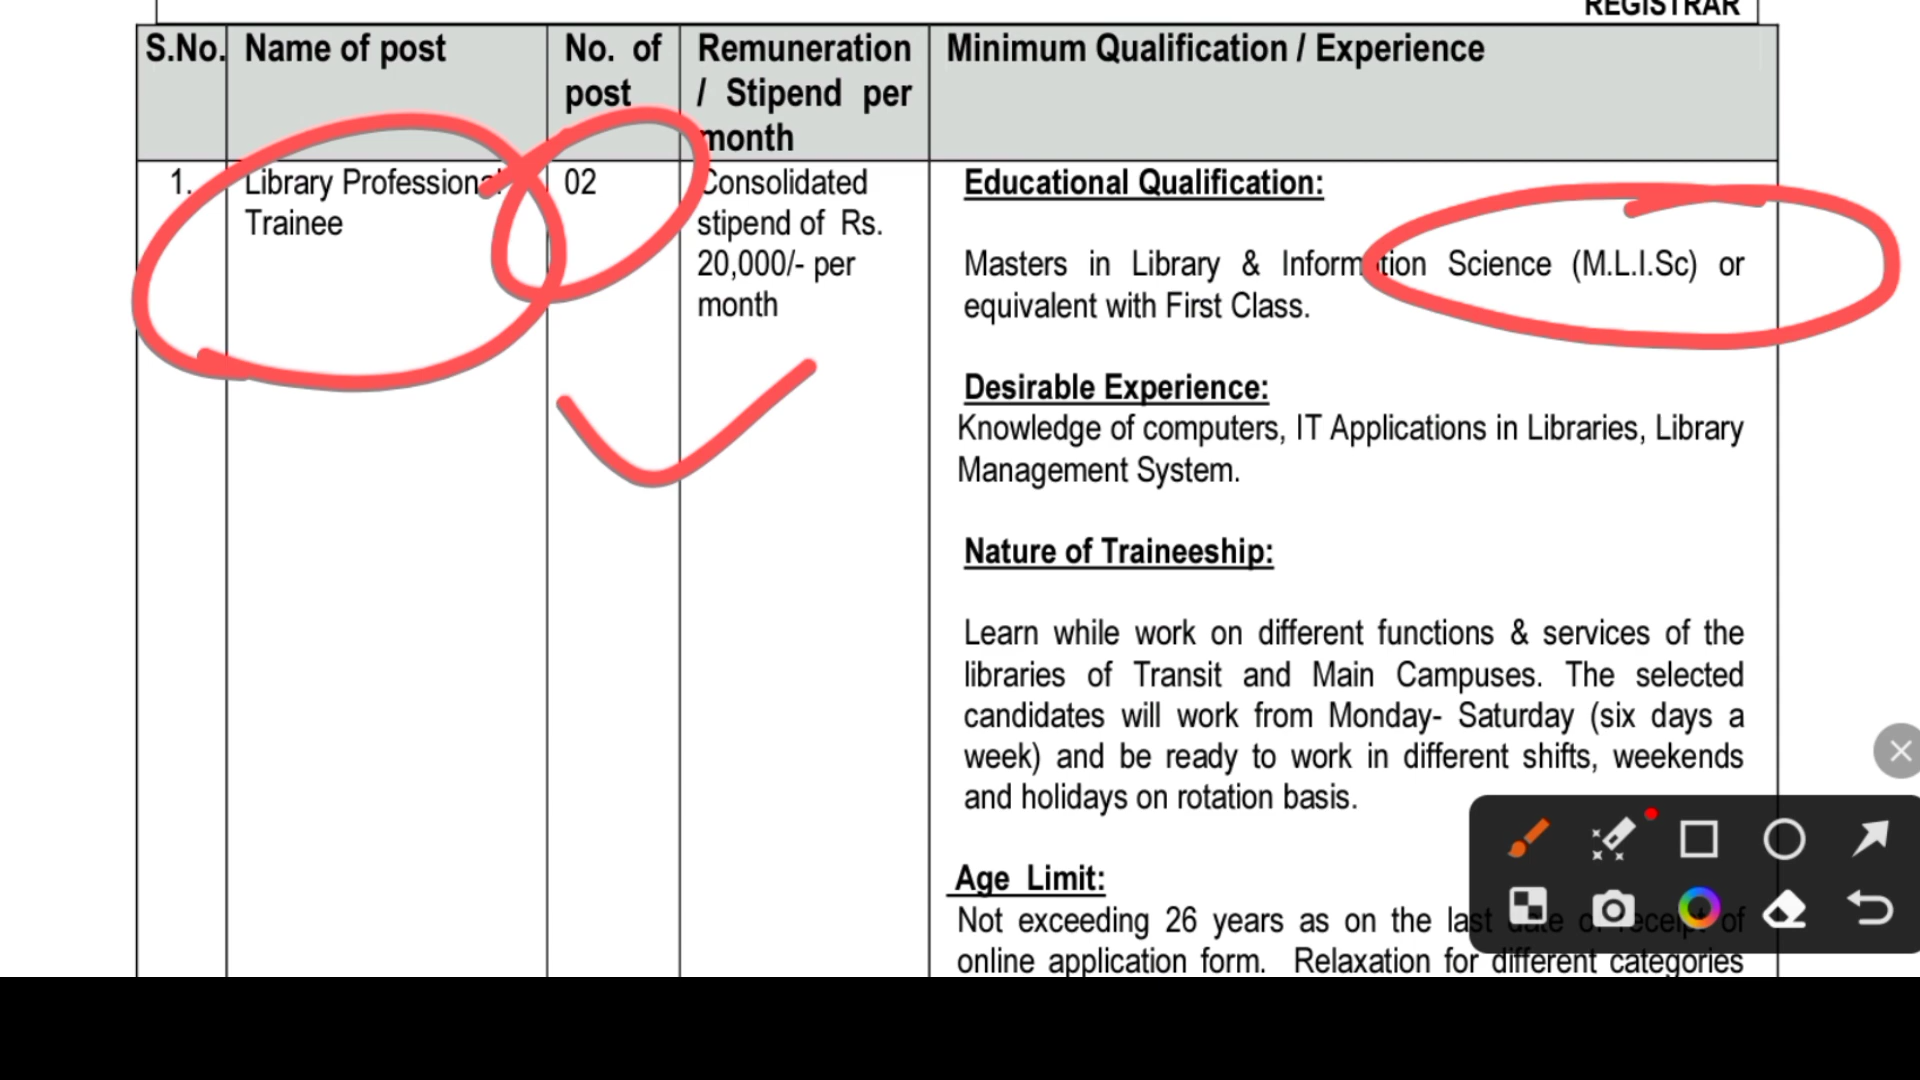 REGISTRAR
S.No. Name of post No. of post Remuneration / Stipend per month Minimum Qualification / Experience
1. Library Professional Trainee 02 Consolidated stipend of Rs. 20,000/- per month
Educational Qualification:
Masters in Library & Information Science (M.L.I.Sc) or
equivalent with First Class.
Desirable Experience:
Knowledge of computers, IT Applications in Libraries, Library
Management System.
Nature of Traineeship:
Learn while work on different functions & services of the
libraries of Transit and Main Campuses. The selected
candidates will work from Monday- Saturday (six days a
week) and be ready to work in different shifts, weekends
and holidays on rotation basis.
Age Limit:
Not exceeding 26 years as on the last date of receipt of
online application form. Relaxation for different categories